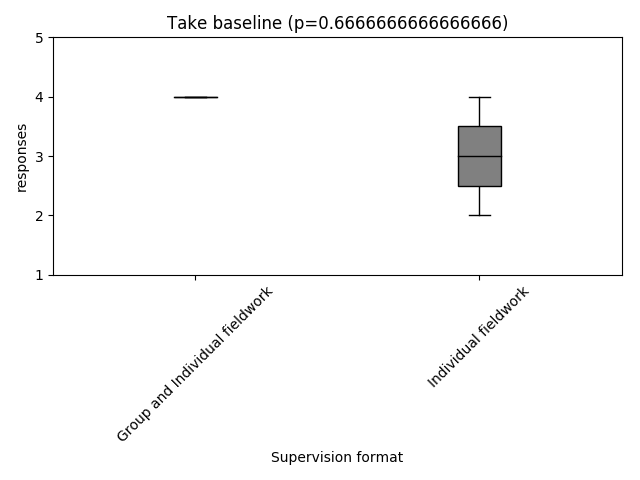 Take baseline (p=0.6666666666666666)
5
4
3
2
1
responses
Group and Individual fieldwork
Individual fieldwork
Supervision format